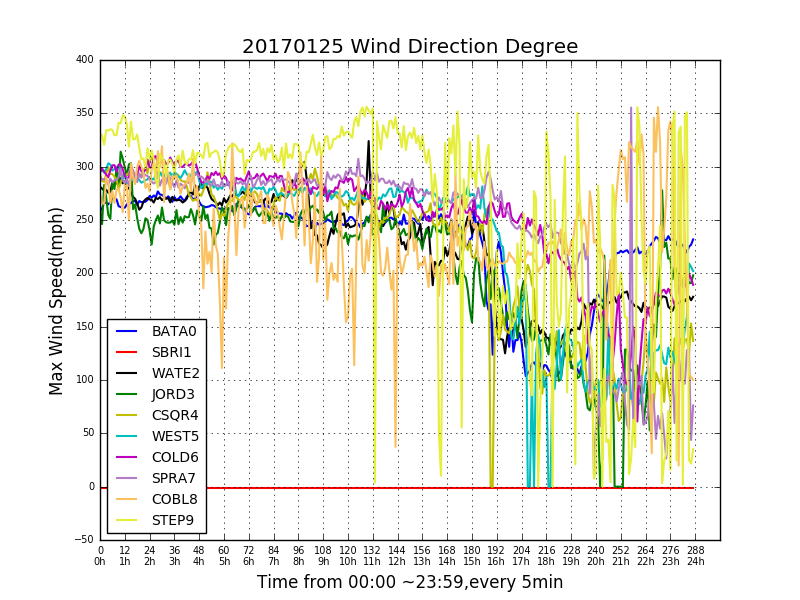 20170125 Wind Direction Degree
Max Wind Speed(mph)
400
350
300
250
200
150
100
50
0
−50
BATA0
SBRI1
WATE2
JORD3
CSQR4
WEST5
COLD6
SPRA7
COBL8
STEP9
0 12 24 36 48 60 72 84 96 108 120 132 144 156 168 180 192 204 216 228 240 252 264 276 288
0h 1h 2h 3h 4h 5h 6h 7h 8h 9h 10h 11h 12h 13h 14h 15h 16h 17h 18h 19h 20h 21h 22h 23h 24h
Time from 00:00 ~23:59,every 5min